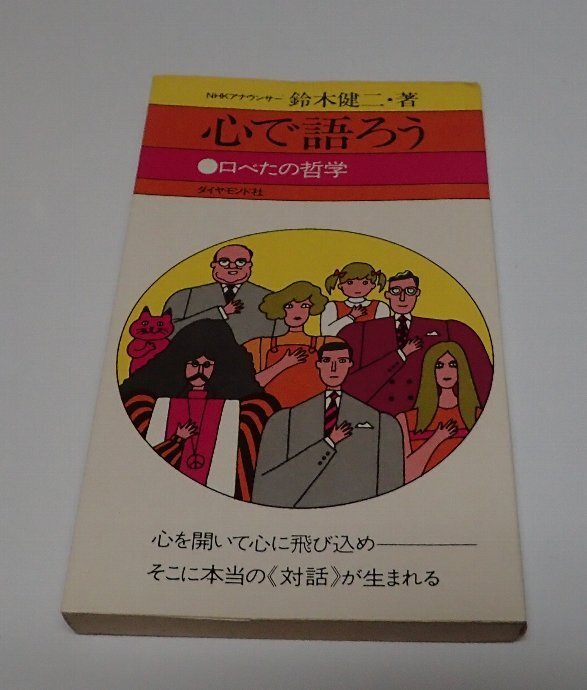 NHKアナウンサー 鈴木健二・著
心で語ろう
●口べたの哲学
ダイヤモンド社
心を開いて心に飛び込め―――
そこに本当の《対話》が生まれる